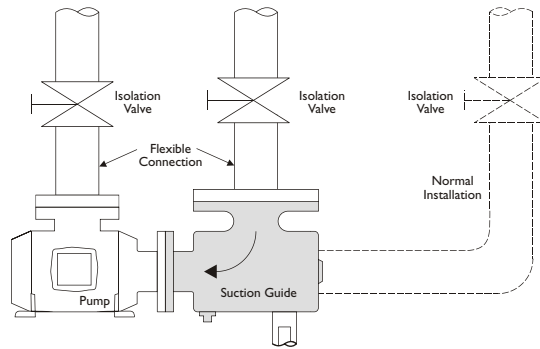 Isolation
Valve
Isolation
Valve
Isolation
Valve
Flexible
Connection
Normal
Installation
Pump
Suction Guide